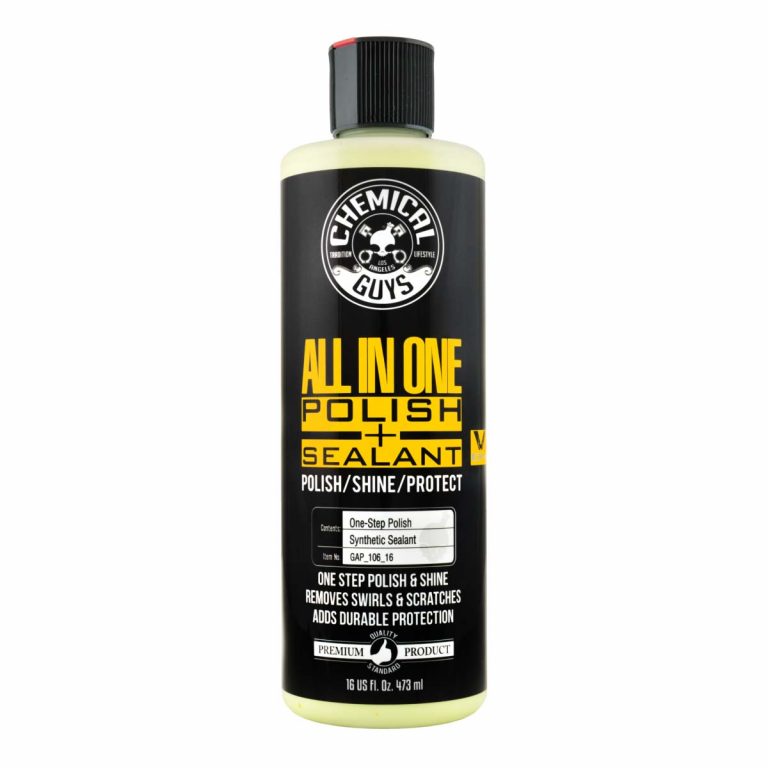 CHEMICAL
TRADITION
LIFESTYLE
LOS
ANGELES
GUYS
ALL IN ONE
POLISH
+
SEALANT
V
POLISH/SHINE/PROTECT
Contents: One-Step Polish
Synthetic Sealant
Item No GAP_106_16
ONE STEP POLISH & SHINE
REMOVES SWIRLS & SCRATCHES
ADDS DURABLE PROTECTION
QUALITY
PREMIUM PRODUCT
STANDARD
16 US fl. Oz. 473 ml